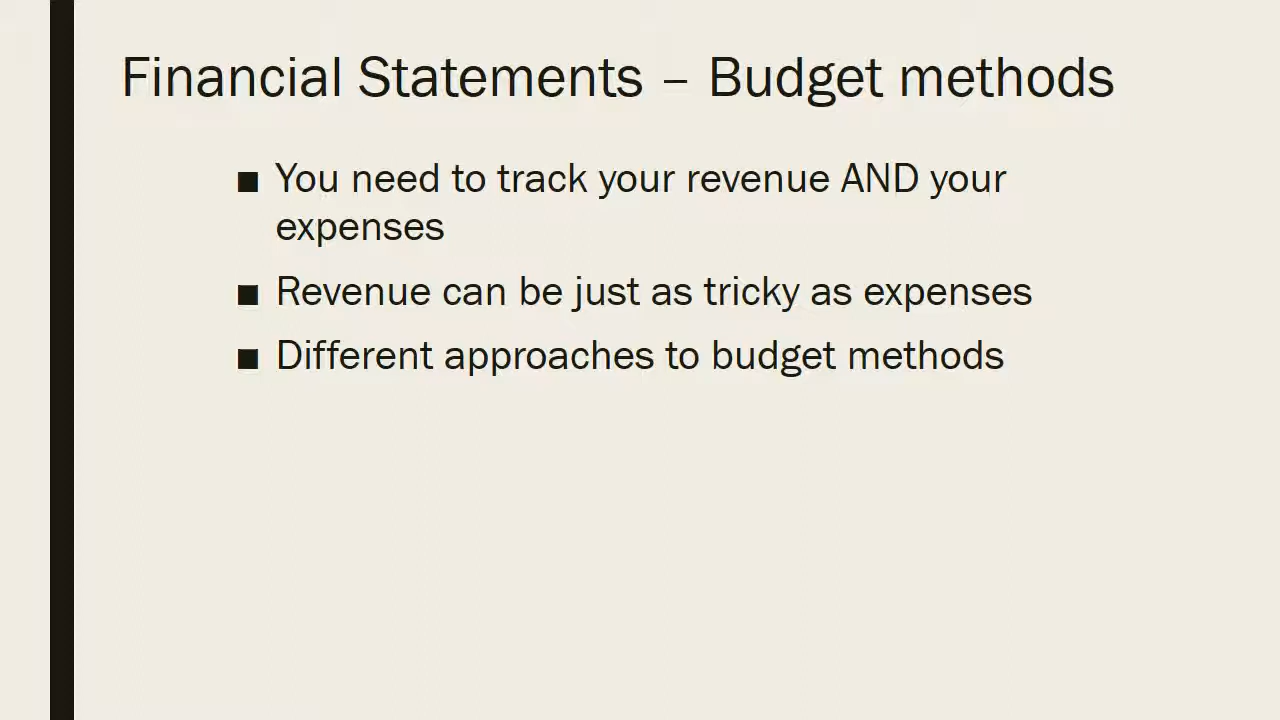 Financial Statements – Budget methods
■ You need to track your revenue AND your
expenses
■ Revenue can be just as tricky as expenses
■ Different approaches to budget methods